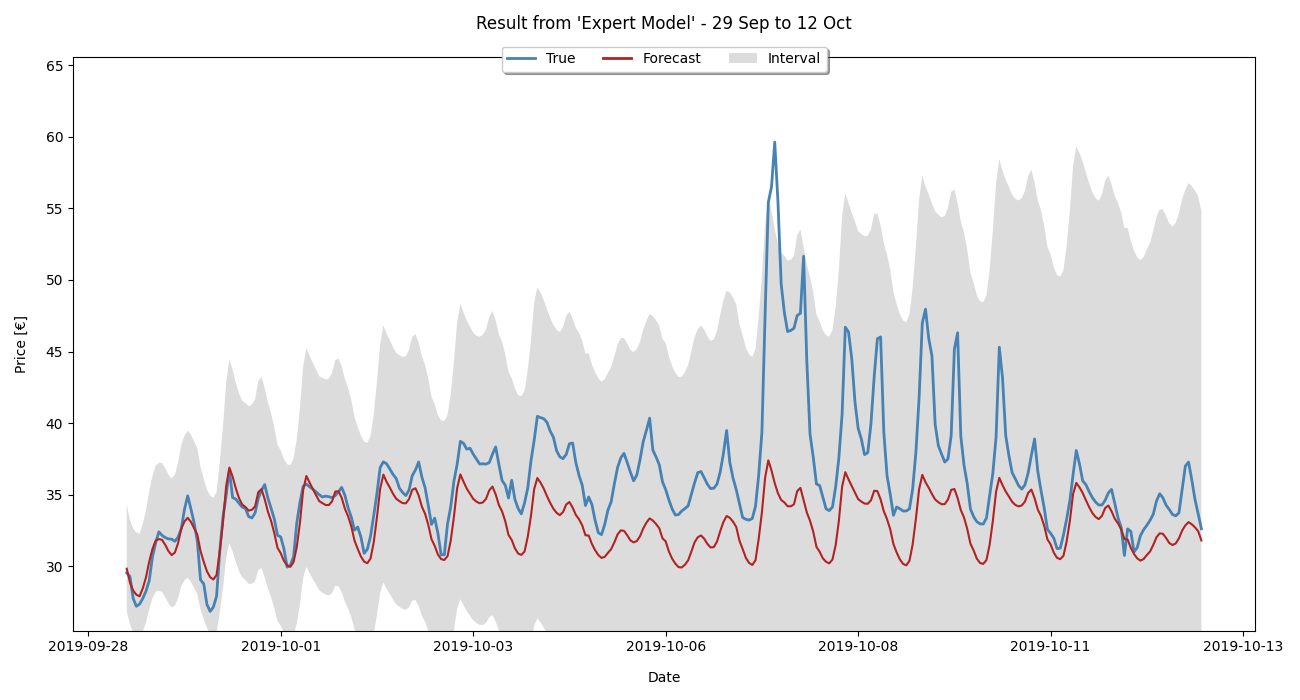 Result from 'Expert Model' - 29 Sep to 12 Oct
True Forecast Interval
65
60
55
50
45
40
35
30
Price [€]
2019-09-28 2019-10-01 2019-10-03 2019-10-06 2019-10-08 2019-10-11 2019-10-13
Date